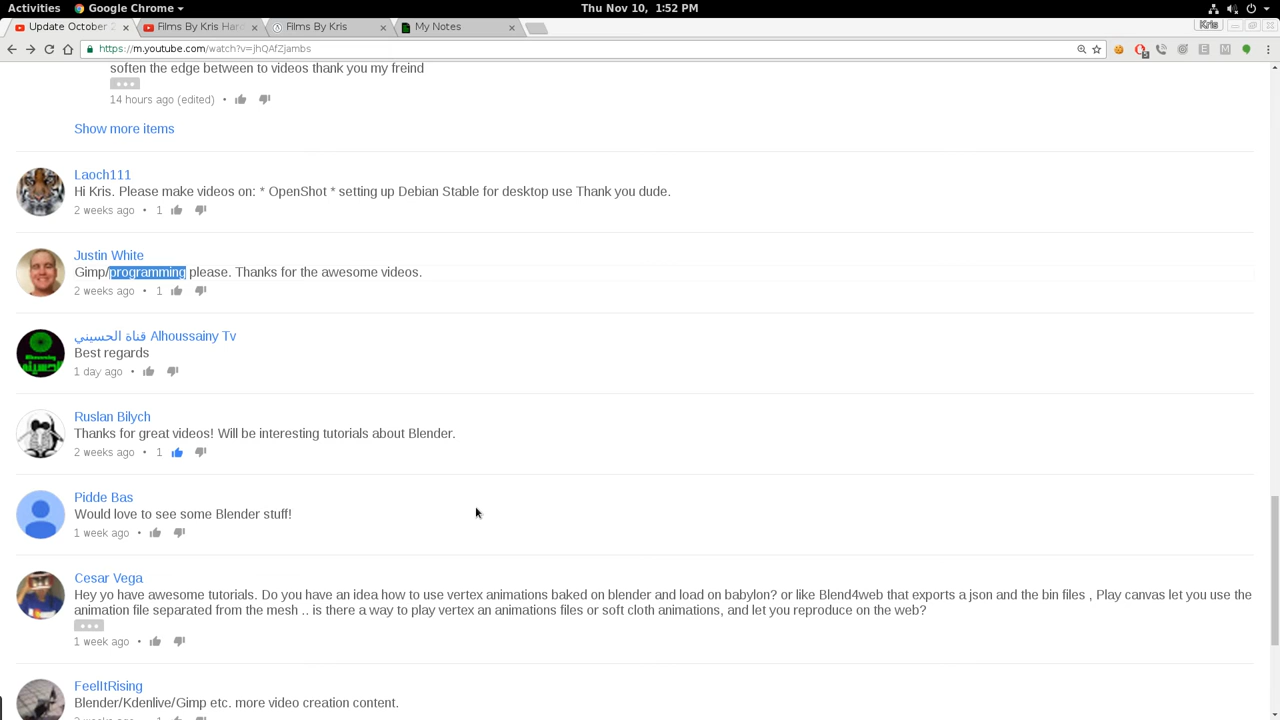 Activities Google Chrome Thu Nov 10, 1:52 PM
Update October 2 Films By Kris Har Films By Kris My Notes Kris
https://m.youtube.com/watch?v=jhQAfZjambs
soften the edge between to videos thank you my freind
14 hours ago (edited) •
Show more items
Laoch111
Hi Kris. Please make videos on: * OpenShot * setting up Debian Stable for desktop use Thank you dude.
2 weeks ago • 1
Justin White
Gimp/programming please. Thanks for the awesome videos.
2 weeks ago • 1
قناة الحسيني Alhoussainy Tv
Best regards
1 day ago •
Ruslan Bilych
Thanks for great videos! Will be interesting tutorials about Blender.
2 weeks ago • 1
Pidde Bas
Would love to see some Blender stuff!
1 week ago •
Cesar Vega
Hey yo have awesome tutorials. Do you have an idea how to use vertex animations baked on blender and load on babylon? or like Blend4web that exports a json and the bin files , Play canvas let you use the
animation file separated from the mesh .. is there a way to play vertex an animations files or soft cloth animations, and let you reproduce on the web?
1 week ago •
FeelItRising
Blender/Kdenlive/Gimp etc. more video creation content.